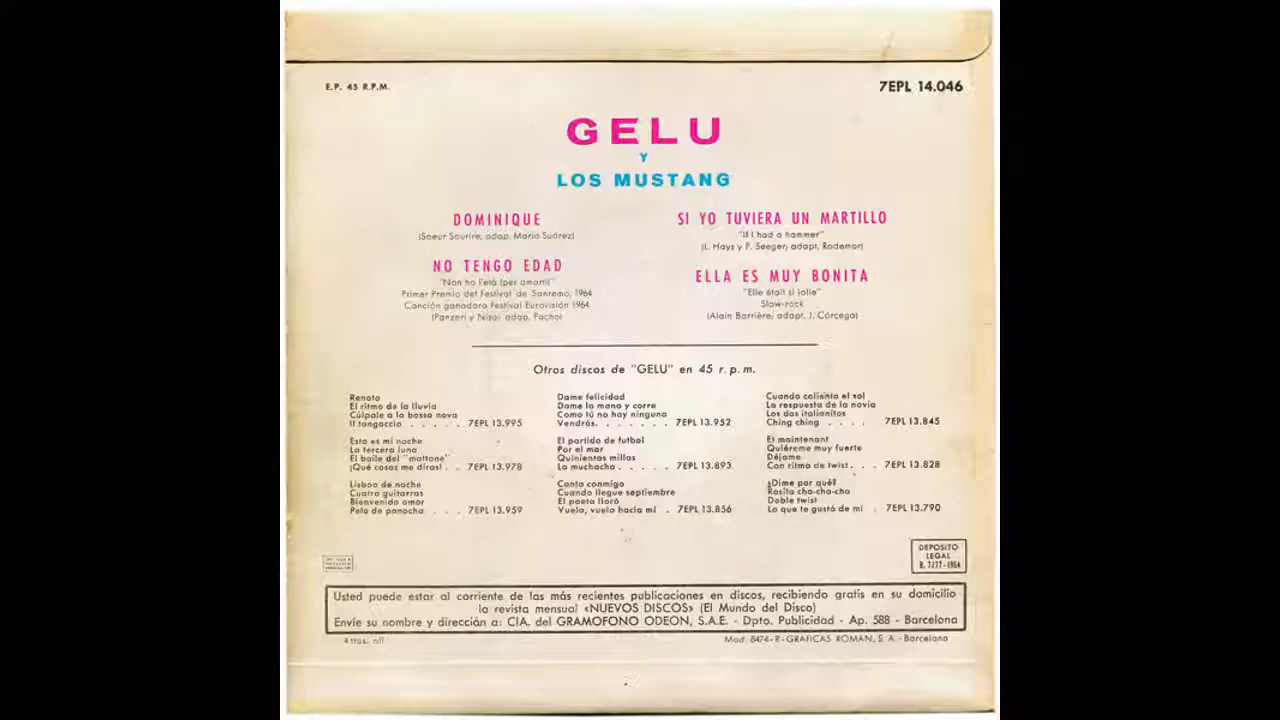 E.P. 45 R.P.M.
7EPL 14.046
GELU
Y
LOS MUSTANG
DOMINIQUE
(Soeur Sourire; adap. Mario Suárez)
NO TENGO EDAD
"Non ho l'età (per amarti)"
Primer Premio del Festival de Sanremo, 1964
Canción ganadora Festival Eurovisión 1964
(Panzeri y Nisa; adap. Pacho)
SI YO TUVIERA UN MARTILLO
"If I had a hammer"
(L. Hays y P. Seeger; adapt. Rodemor)
ELLA ES MUY BONITA
"Elle était si jolie"
Slow-rock
(Alain Barrière; adapt. J. Córcega)
Otros discos de "GELU" en 45 r. p. m.
Renato
El ritmo de la lluvia
Cúlpale a la bossa nova
Il tangaccio . . . . . 7EPL 13.995
Esta es mi noche
La tercera luna
El baile del "mattone"
¡Qué cosas me diras! . . 7EPL 13.978
Lisboa de noche
Cuatro guitarras
Bienvenido amor
Pelo de panocha . . . 7EPL 13.959
Dame felicidad
Dame la mano y corre
Como tú no hay ninguno
Vendrás. . . . . . . 7EPL 13.952
El partido de futbol
Por el mar
Quinientas millas
La muchacha . . . . . 7EPL 13.893
Canta conmigo
Cuando llegue septiembre
El poeta lloró
Vuela, vuela hacia mí . 7EPL 13.856
Cuando calienta el sol
La respuesta de la novia
Los dos italianitos
Ching ching . . . . 7EPL 13.845
Et maintenant
Quiéreme muy fuerte
Déjame
Con ritmo de twist . . . 7EPL 13.828
¿Dime por qué?
Rosita cha-cha-cha
Doble twist
Lo que te gustó de mí . 7EPL 13.790
DEPOSITO
LEGAL
Usted puede estar al corriente de las más recientes publicaciones en discos, recibiendo gratis en su domicilio
la revista mensual «NUEVOS DISCOS» (El Mundo del Disco)
Envíe su nombre y dirección a: CIA. del GRAMOFONO ODEON, S.A.E. - Dpto. Publicidad - Ap. 588 - Barcelona
Mod. 8474 - R - GRAFICAS ROMAN, S. A. - Barcelona